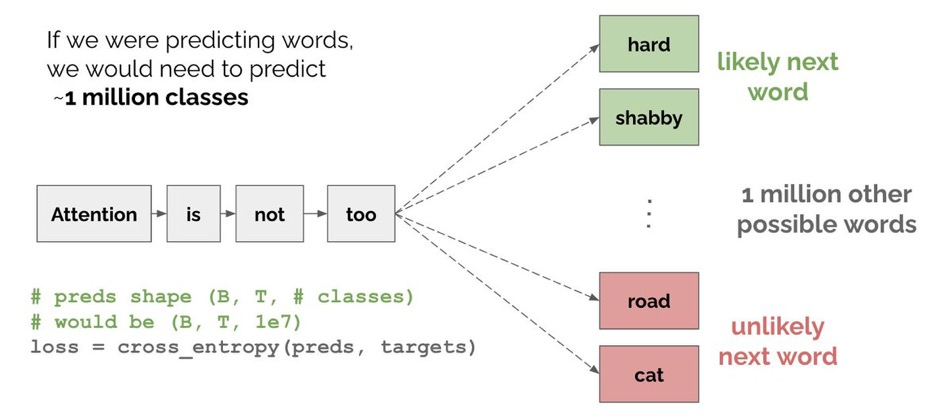 If we were predicting words,
we would need to predict
~1 million classes
hard
likely next
word
shabby
Attention
is
not
too
⋮
1 million other
possible words
# preds shape (B, T, # classes)
# would be (B, T, 1e7)
loss = cross_entropy(preds, targets)
road
unlikely
next word
cat